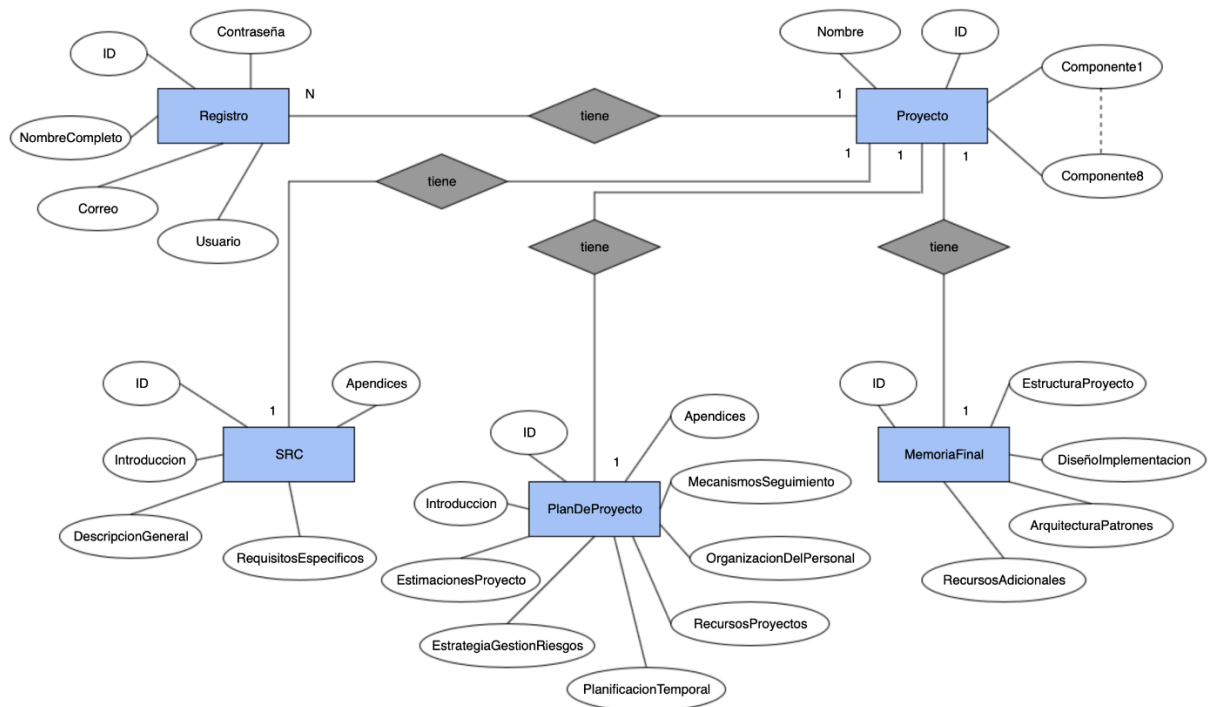 Contraseña
Nombre
ID
ID
Componente1
N
1
Registro
tiene
Proyecto
NombreCompleto
1
1
1
Componente8
tiene
Correo
Usuario
tiene
tiene
ID
Apendices
ID
EstructuraProyecto
1
1
Apendices
ID
Introduccion
SRC
MemoriaFinal
DiseñoImplementacion
1
MecanismosSeguimiento
Introduccion
PlanDeProyecto
ArquitecturaPatrones
DescripcionGeneral
RequisitosEspecificos
OrganizacionDelPersonal
EstimacionesProyecto
RecursosAdicionales
RecursosProyectos
EstrategiaGestionRiesgos
PlanificacionTemporal